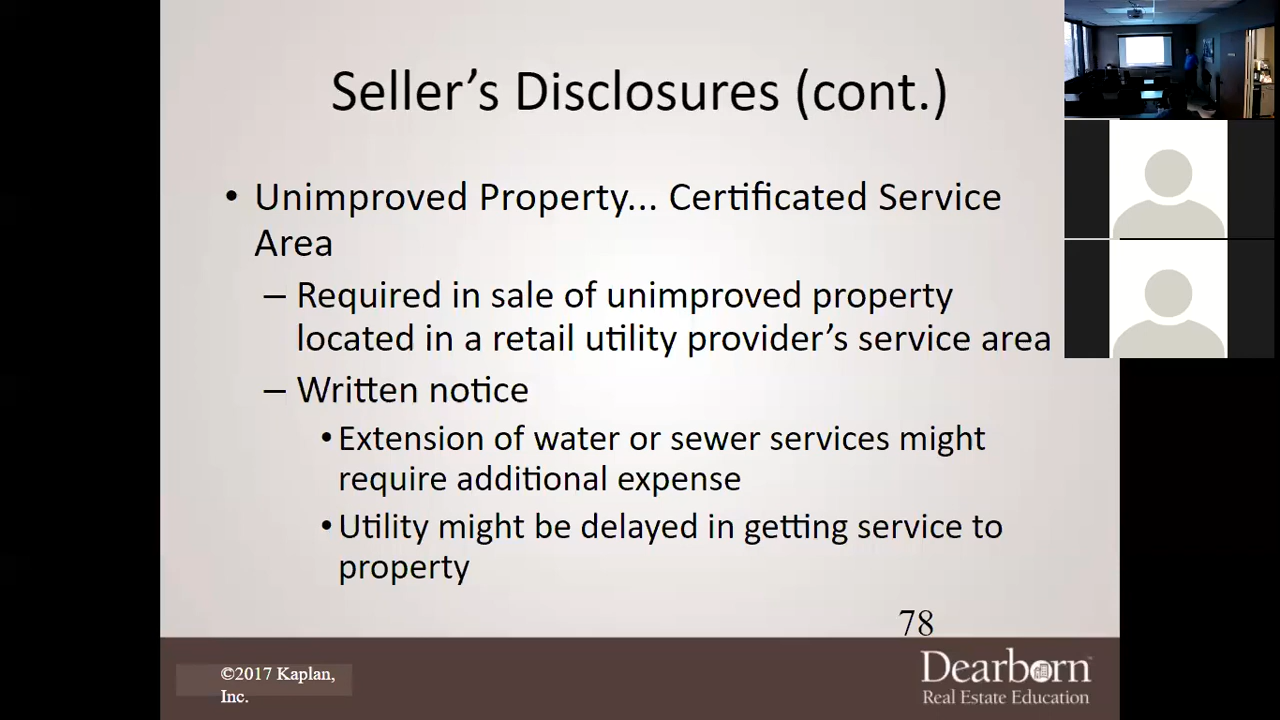 Seller’s Disclosures (cont.)
• Unimproved Property... Certificated Service
Area
– Required in sale of unimproved property
located in a retail utility provider’s service area
– Written notice
• Extension of water or sewer services might
require additional expense
• Utility might be delayed in getting service to
property
78
©2017 Kaplan,
Inc.
Dearborn
Real Estate Education